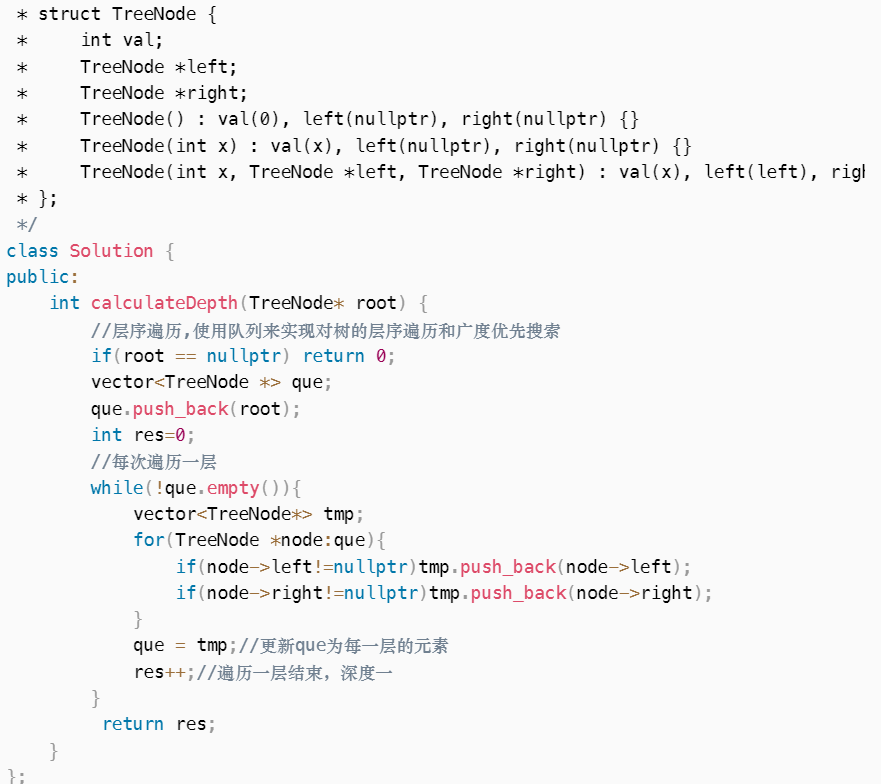 * struct TreeNode {
 *     int val;
 *     TreeNode *left;
 *     TreeNode *right;
 *     TreeNode() : val(0), left(nullptr), right(nullptr) {}
 *     TreeNode(int x) : val(x), left(nullptr), right(nullptr) {}
 *     TreeNode(int x, TreeNode *left, TreeNode *right) : val(x), left(left), righ
 * };
 */
class Solution {
public:
    int calculateDepth(TreeNode* root) {
        //层序遍历,使用队列来实现对树的层序遍历和广度优先搜索
        if(root == nullptr) return 0;
        vector<TreeNode *> que;
        que.push_back(root);
        int res=0;
        //每次遍历一层
        while(!que.empty()){
            vector<TreeNode*> tmp;
            for(TreeNode *node:que){
                if(node->left!=nullptr)tmp.push_back(node->left);
                if(node->right!=nullptr)tmp.push_back(node->right);
            }
            que = tmp;//更新que为每一层的元素
            res++;//遍历一层结束，深度一
        }
         return res;
    }
};